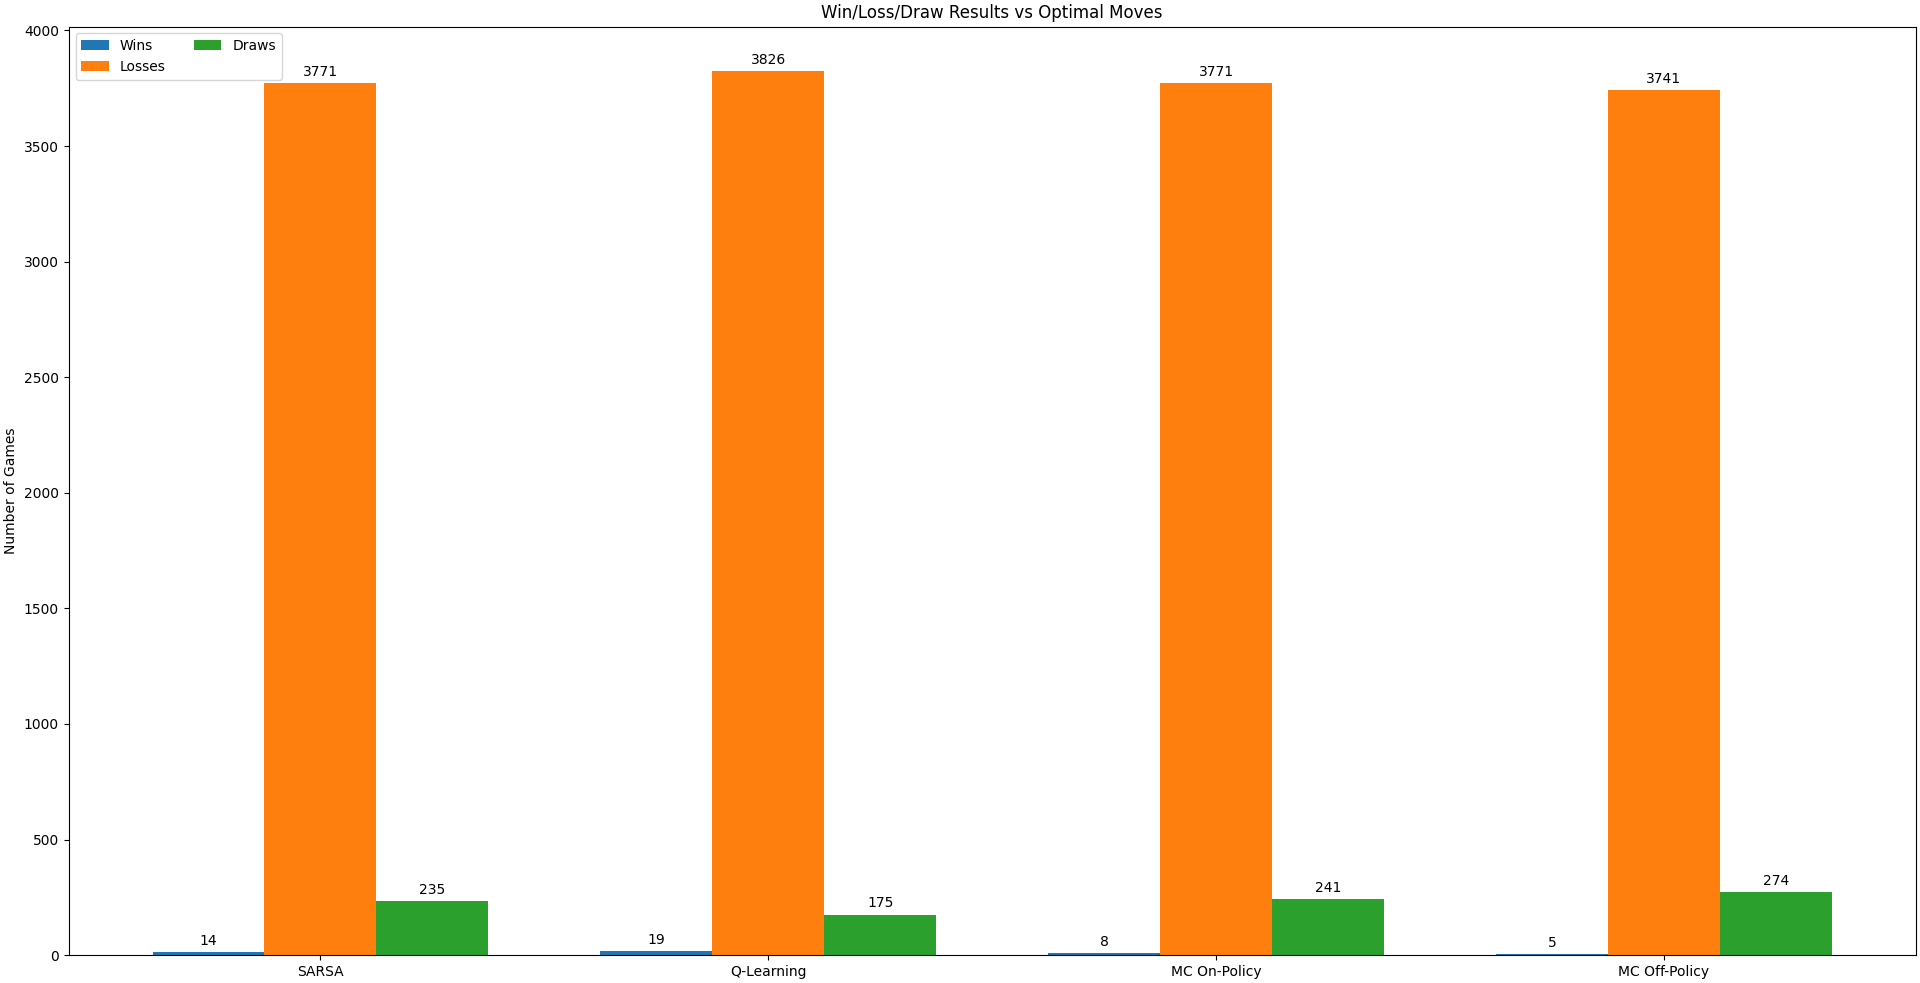 Win/Loss/Draw Results vs Optimal Moves
Wins
Losses
Draws
Number of Games
4000
3500
3000
2500
2000
1500
1000
500
0
14
3771
235
19
3826
175
8
3771
241
5
3741
274
SARSA
Q-Learning
MC On-Policy
MC Off-Policy